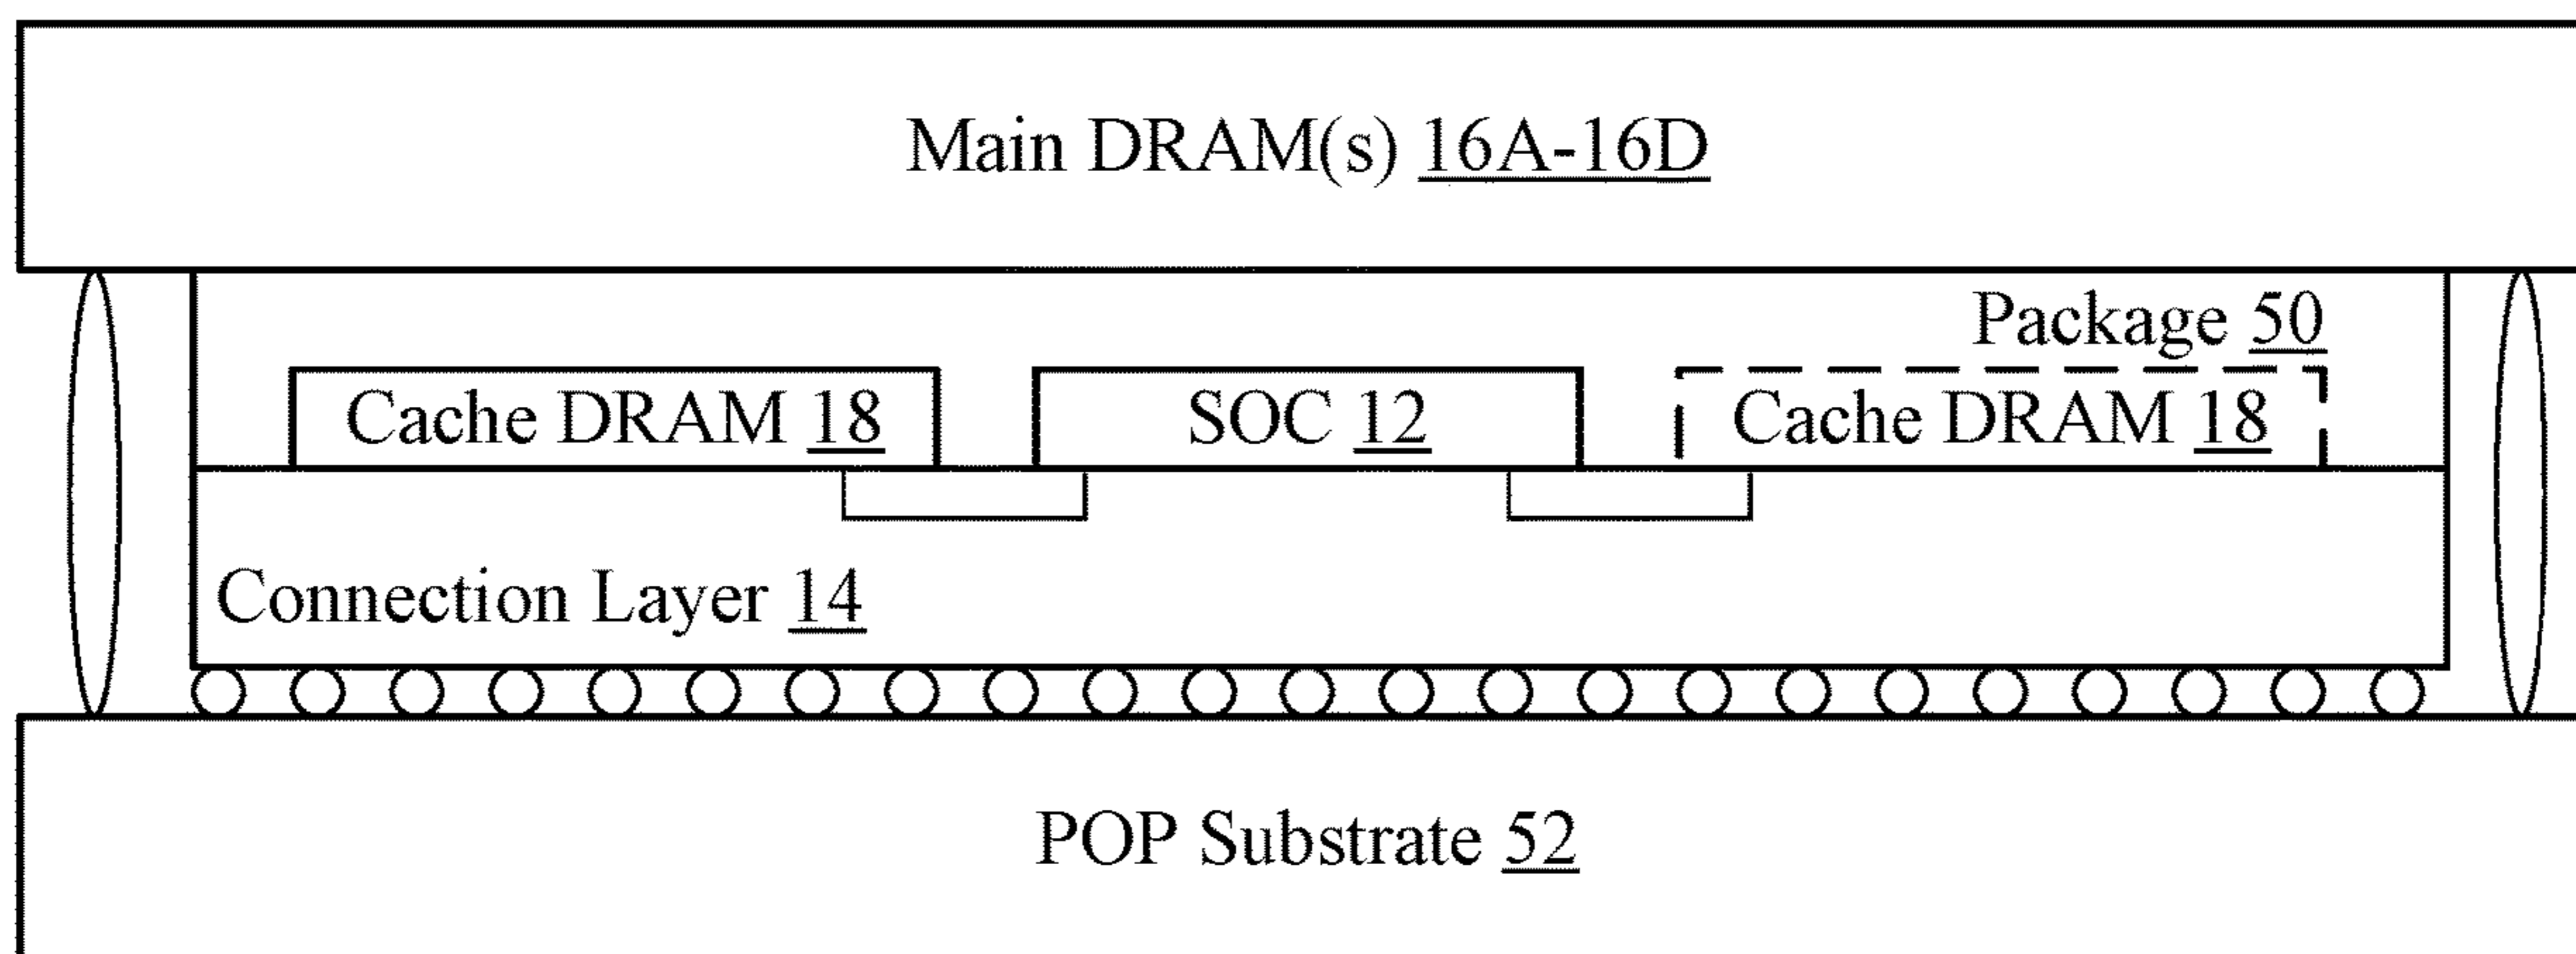 Main DRAM(s) 16A-16D
Package 50
Cache DRAM 18
SOC 12
Cache DRAM 18
Connection Layer 14
POP Substrate 52